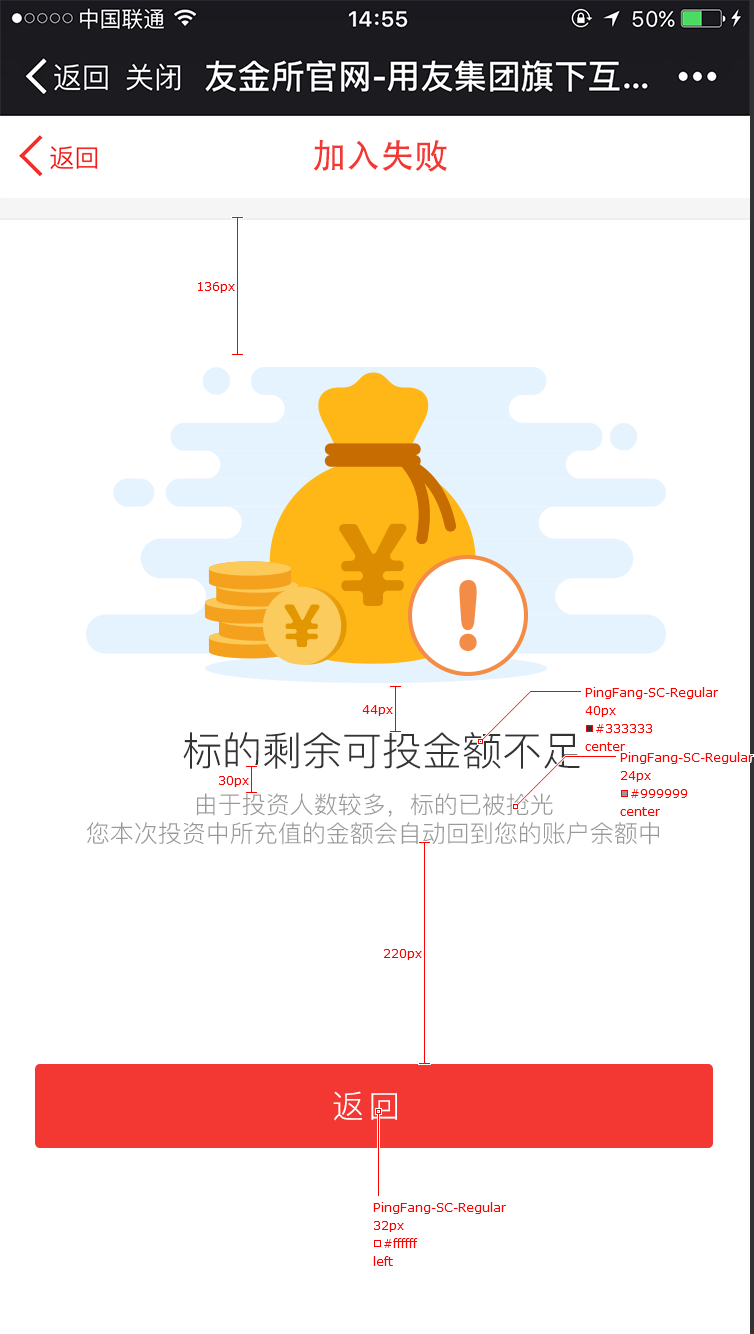 中国联通 14:55 50%
返回 关闭 友金所官网-用友集团旗下互...
返回 加入失败
136px
¥
¥
!
44px
PingFang-SC-Regular
40px
#333333
center
标的剩余可投金额不足
PingFang-SC-Regular
24px
#999999
center
30px
由于投资人数较多，标的已被抢光
您本次投资中所充值的金额会自动回到您的账户余额中
220px
返回
PingFang-SC-Regular
32px
#ffffff
left